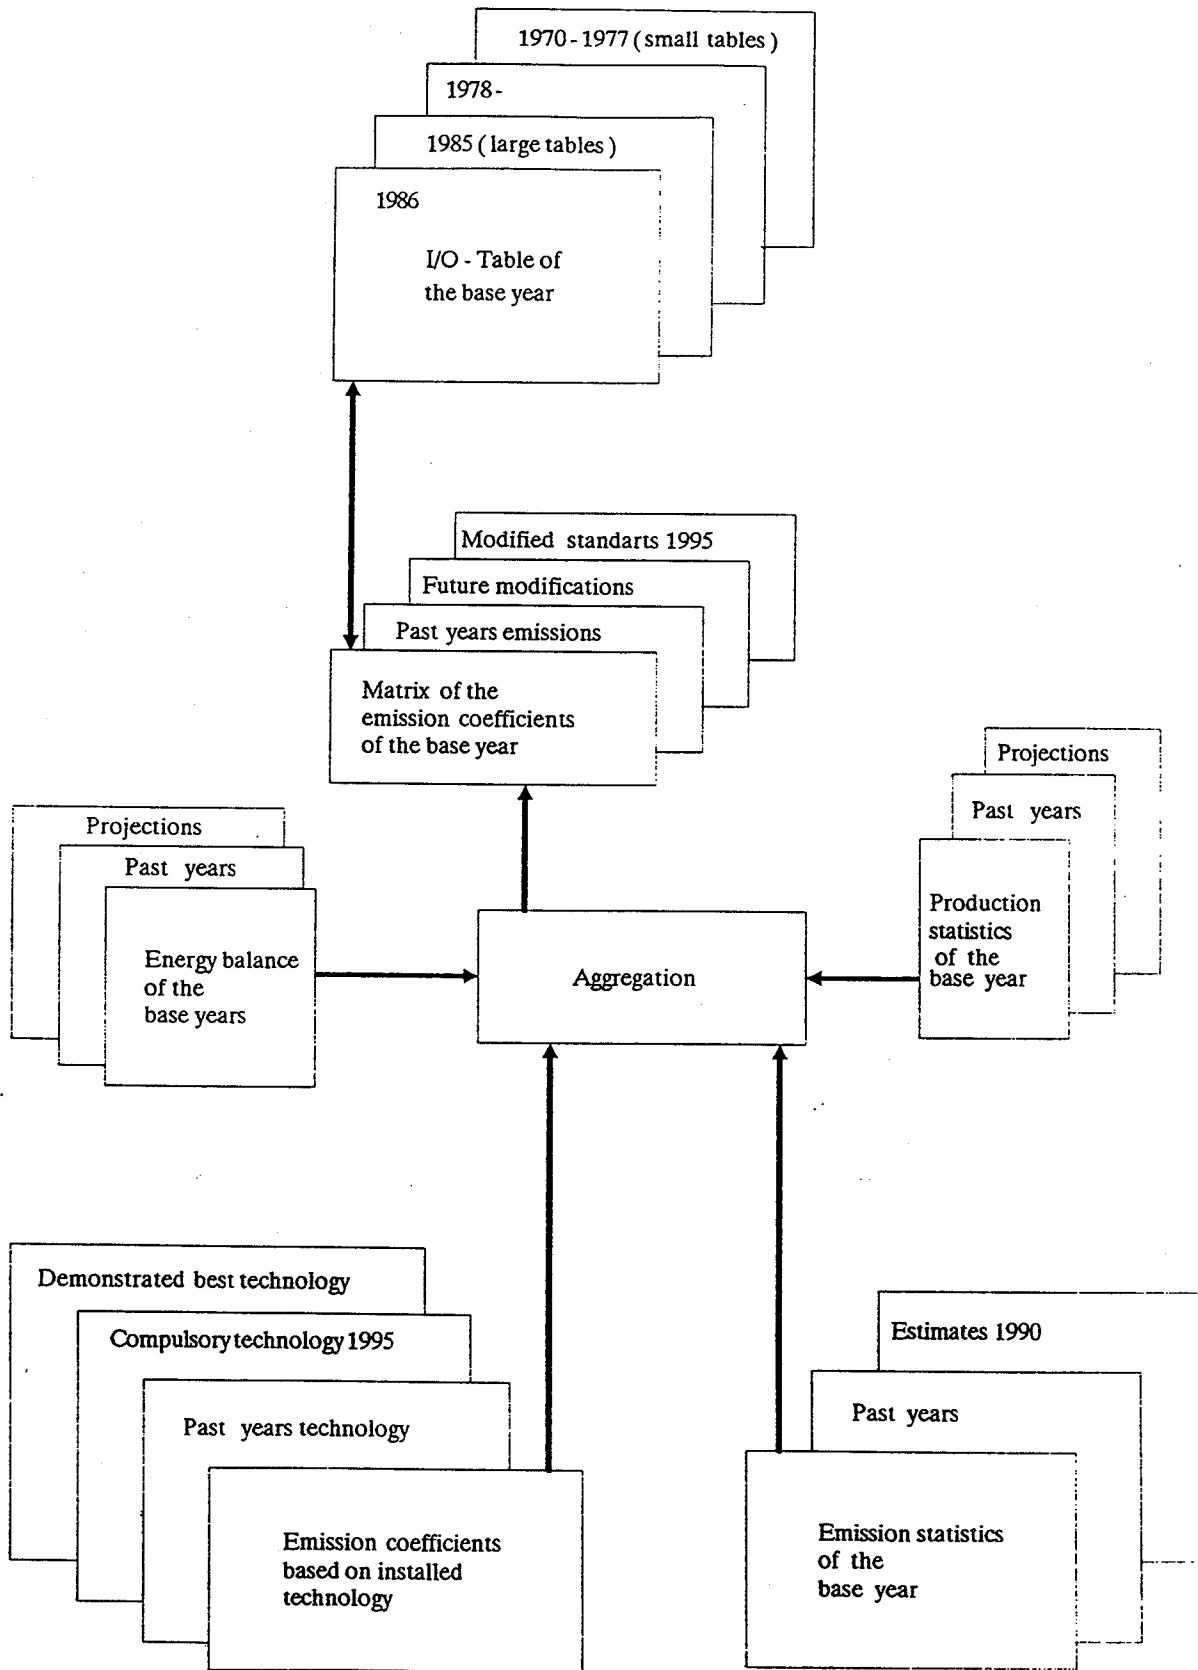 1970-1977 (small tables)
1978-
1985 (large tables)
1986
I/O - Table of
the base year
Modified standarts 1995
Future modifications
Past years emissions
Matrix of the
emission coefficients
of the base year
Projections
Past years
Energy balance
of the
base years
Aggregation
Projections
Past years
Production
statistics
of the
base year
Demonstrated best technology
Compulsory technology 1995
Past years technology
Emission coefficients
based on installed
technology
Estimates 1990
Past years
Emission statistics
of the
base year